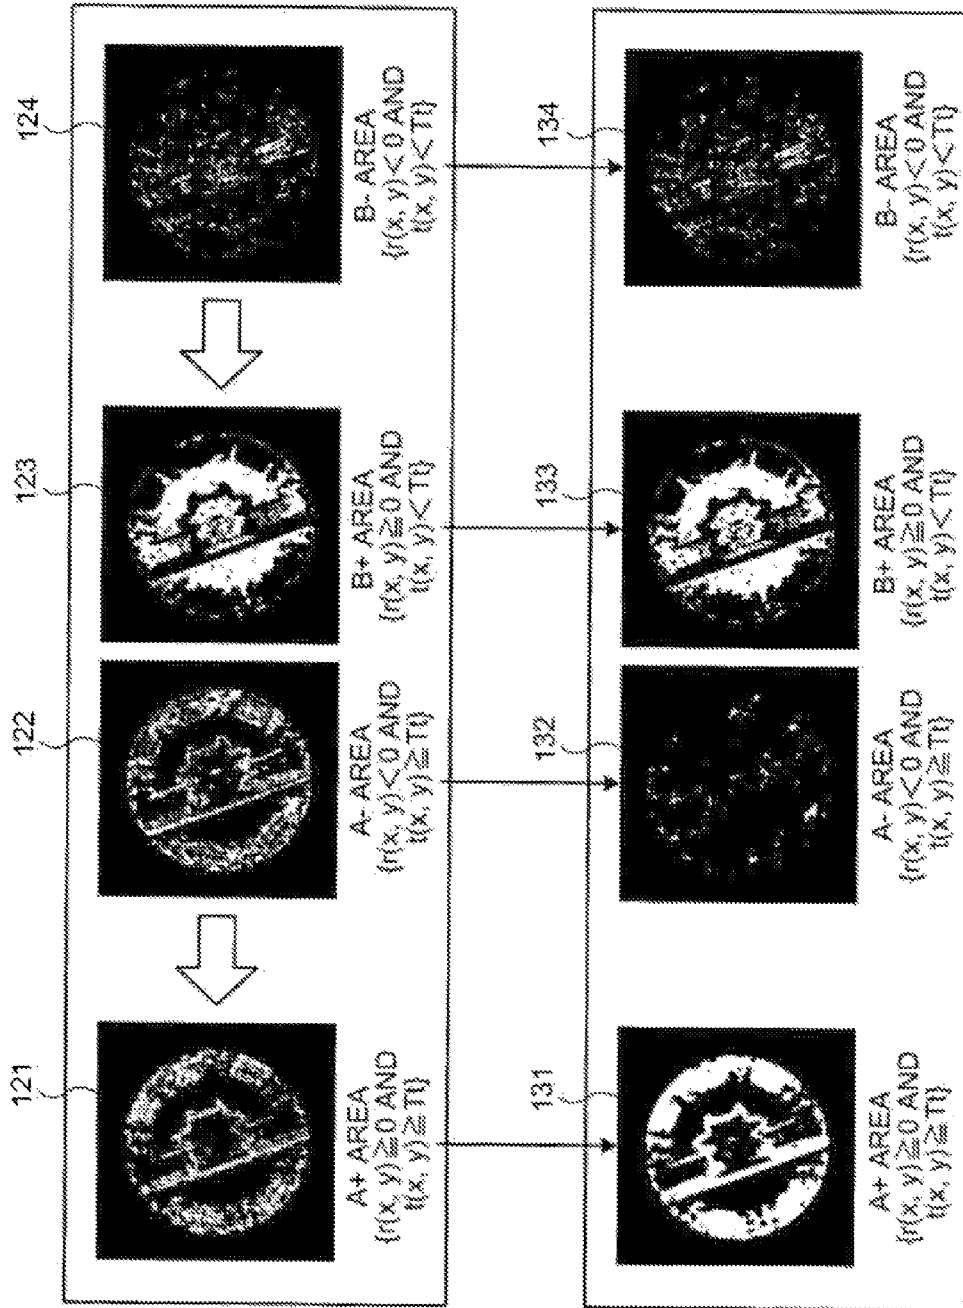 121
A+ AREA
{r(x, y)≧0 AND
t(x, y)≧Tt}
122
A- AREA
{r(x, y)<0 AND
t(x, y)≧Tt}
123
B+ AREA
{r(x, y)≧0 AND
t(x, y)<Tt}
124
B- AREA
{r(x, y)<0 AND
t(x, y)<Tt}
131
A+ AREA
{r(x, y)≧0 AND
t(x, y)≧Tt}
132
A- AREA
{r(x, y)<0 AND
t(x, y)≧Tt}
133
B+ AREA
{r(x, y)≧0 AND
t(x, y)<Tt}
134
B- AREA
{r(x, y)<0 AND
t(x, y)<Tt}